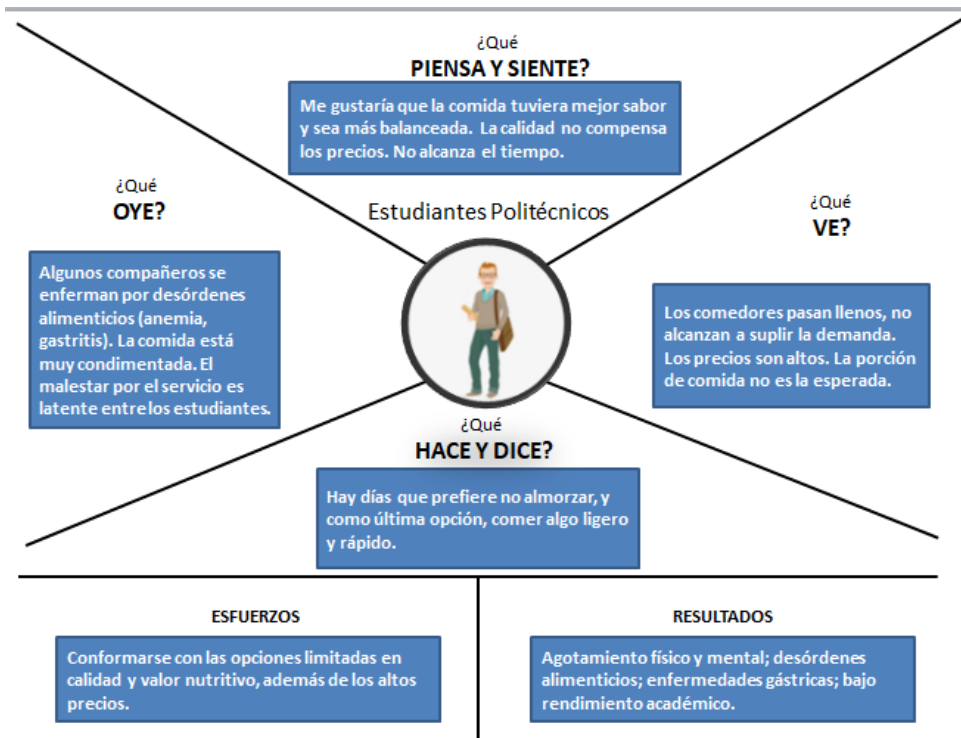 ¿Qué
PIENSA Y SIENTE?
Me gustaría que la comida tuviera mejor sabor
y sea más balanceada. La calidad no compensa
los precios. No alcanza el tiempo.
¿Qué
OYE?
Algunos compañeros se
enferman por desórdenes
alimenticios (anemia,
gastritis). La comida está
muy condimentada. El
malestar por el servicio es
latente entre los estudiantes.
Estudiantes Politécnicos
¿Qué
VE?
Los comedores pasan llenos, no
alcanzan a suplir la demanda.
Los precios son altos. La porción
de comida no es la esperada.
¿Qué
HACE Y DICE?
Hay días que prefiere no almorzar, y
como última opción, comer algo ligero
y rápido.
ESFUERZOS
Conformarse con las opciones limitadas en
calidad y valor nutritivo, además de los altos
precios.
RESULTADOS
Agotamiento físico y mental; desórdenes
alimenticios; enfermedades gástricas; bajo
rendimiento académico.